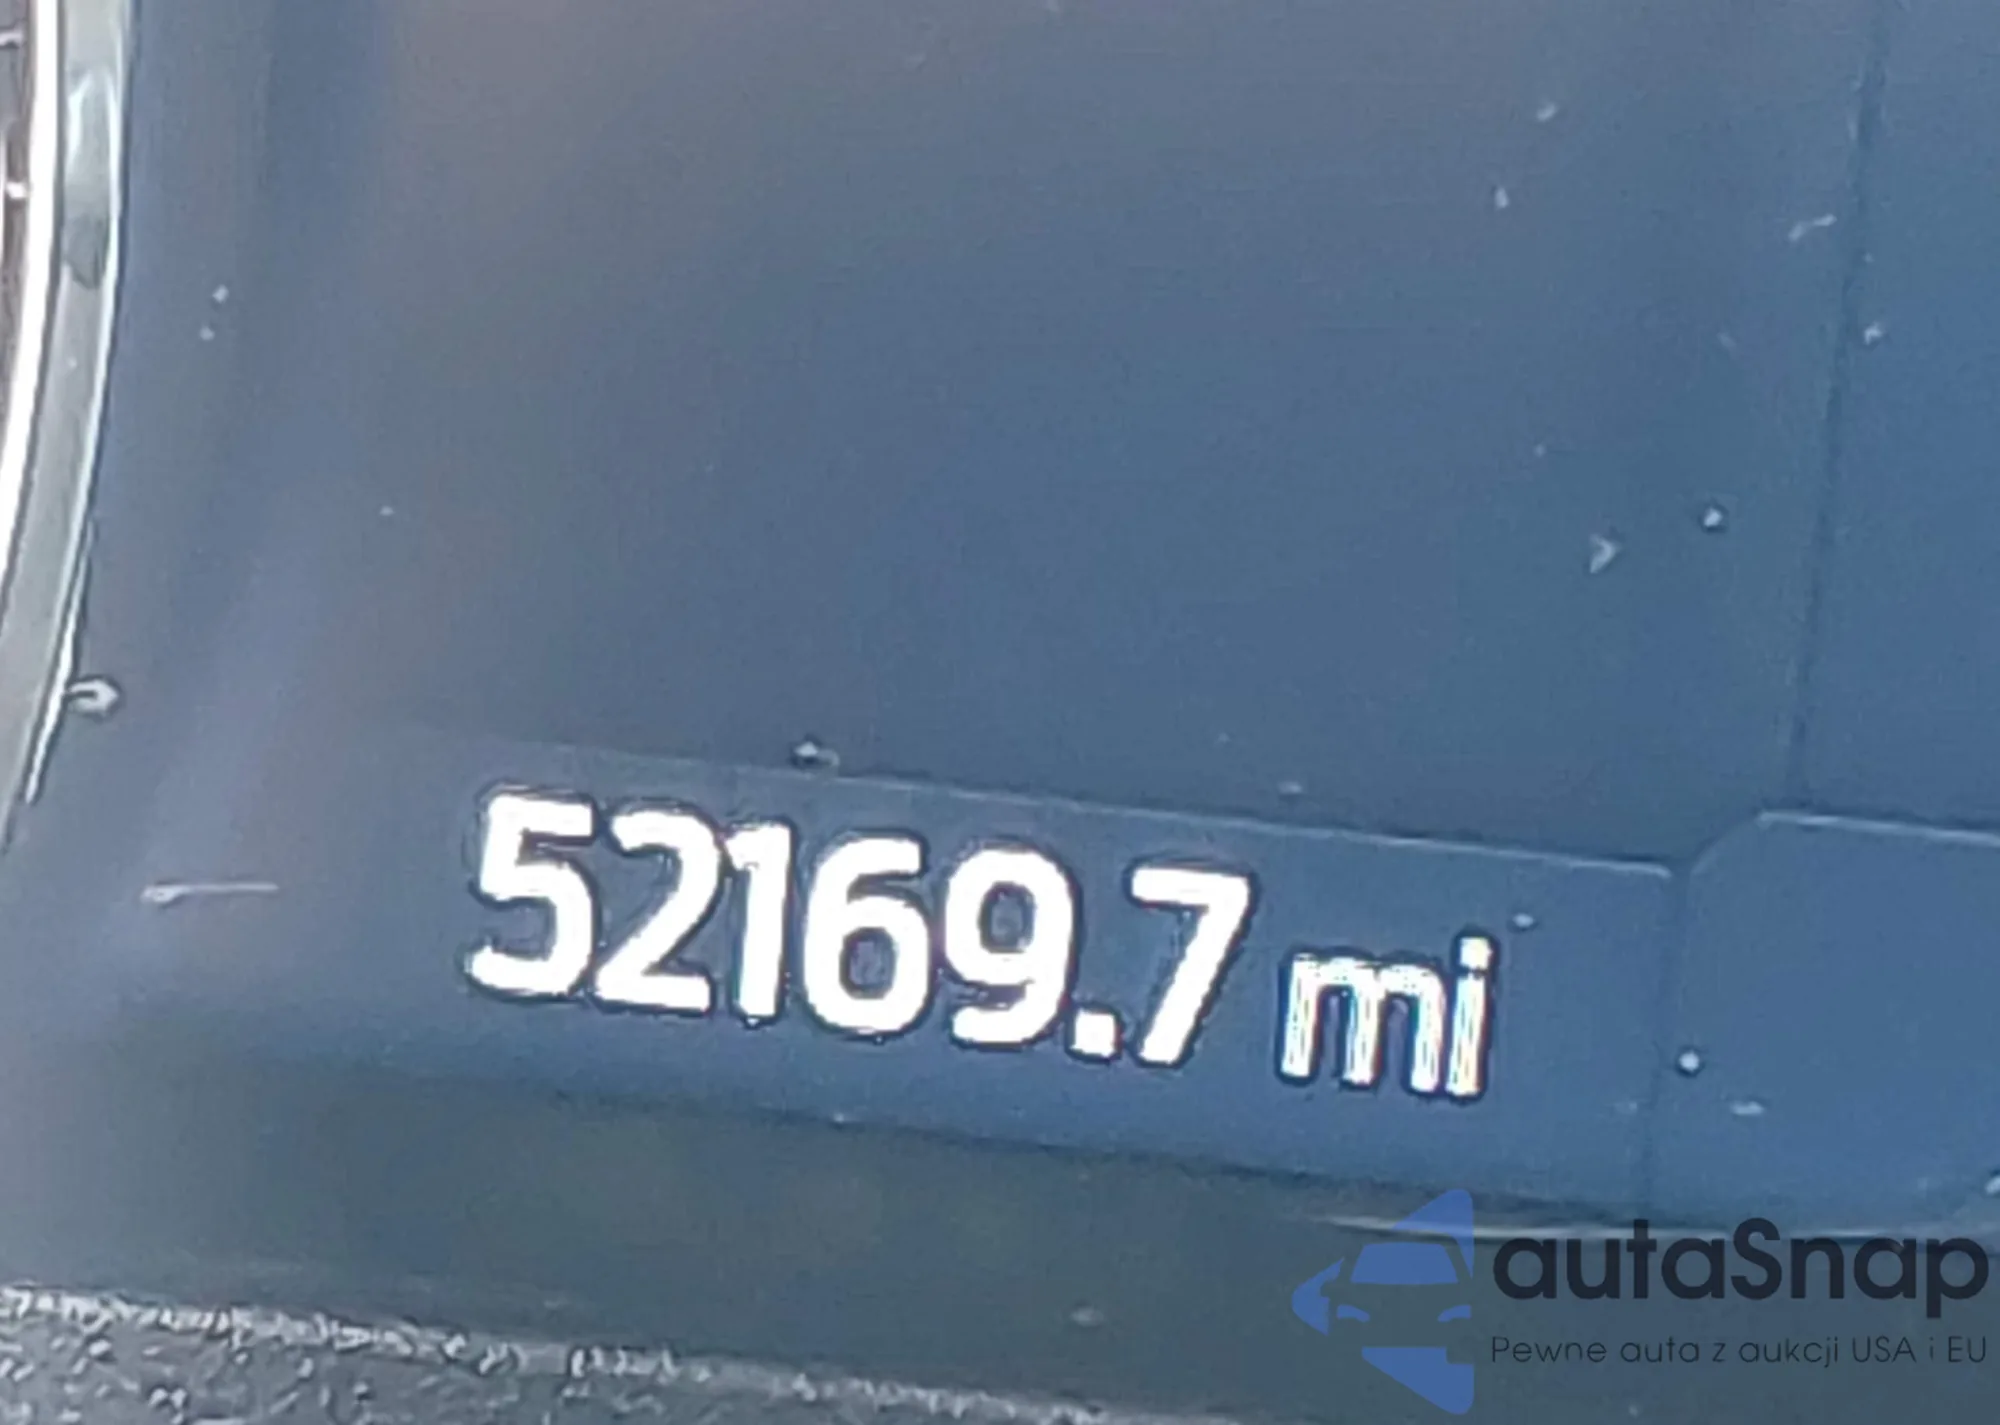 52169.7 mi
autaSnap
Pewne auta z aukcji USA i EU